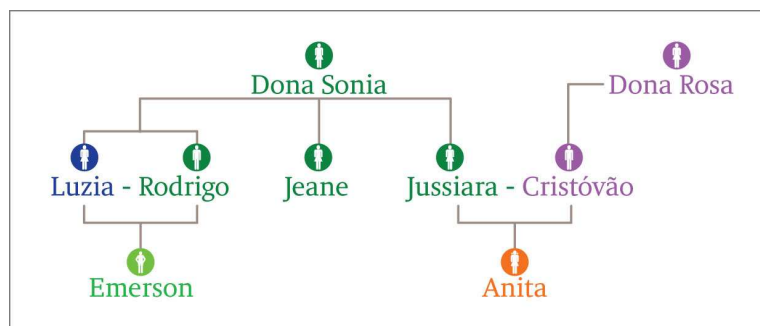 Dona Sonia
Dona Rosa
Luzia - Rodrigo
Jeane
Jussiara - Cristóvão
Emerson
Anita